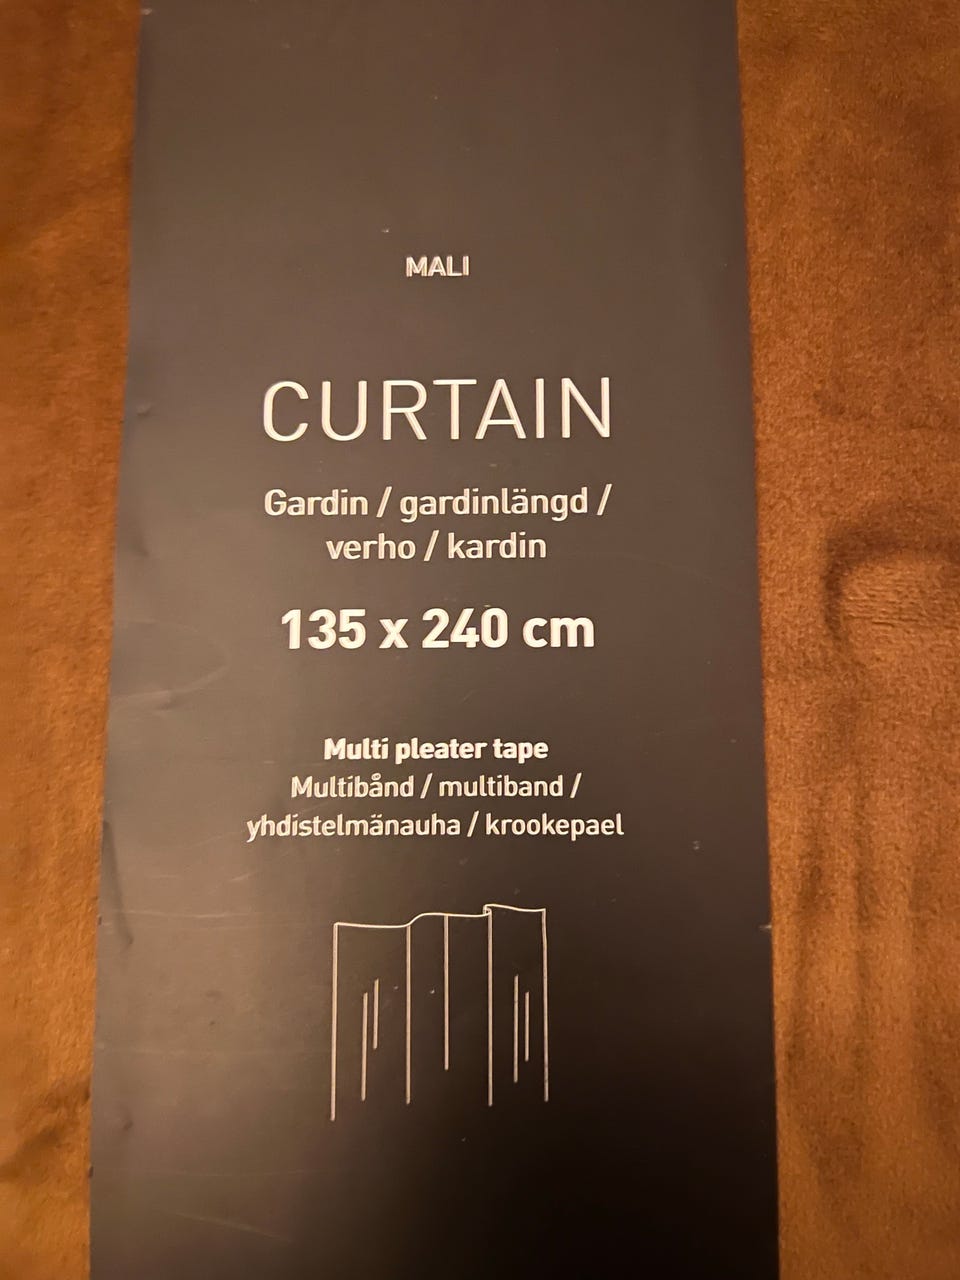 MALI
CURTAIN
Gardin / gardinlängd /
verho / kardin
135 x 240 cm
Multi pleater tape
Multibånd / multiband /
yhdistelmänauha / krookepael